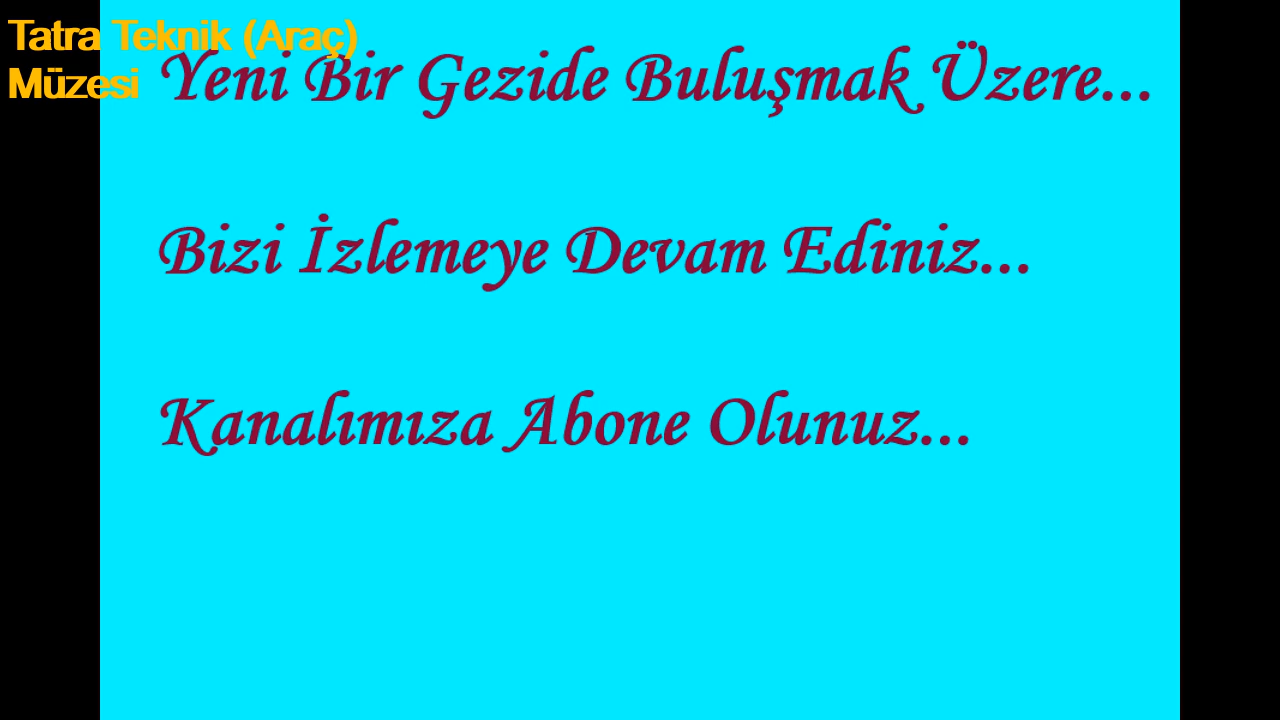 Tatra Teknik (Araç)
Müzesi
Yeni Bir Gezide Buluşmak Üzere...
Bizi İzlemeye Devam Ediniz...
Kanalımıza Abone Olunuz...